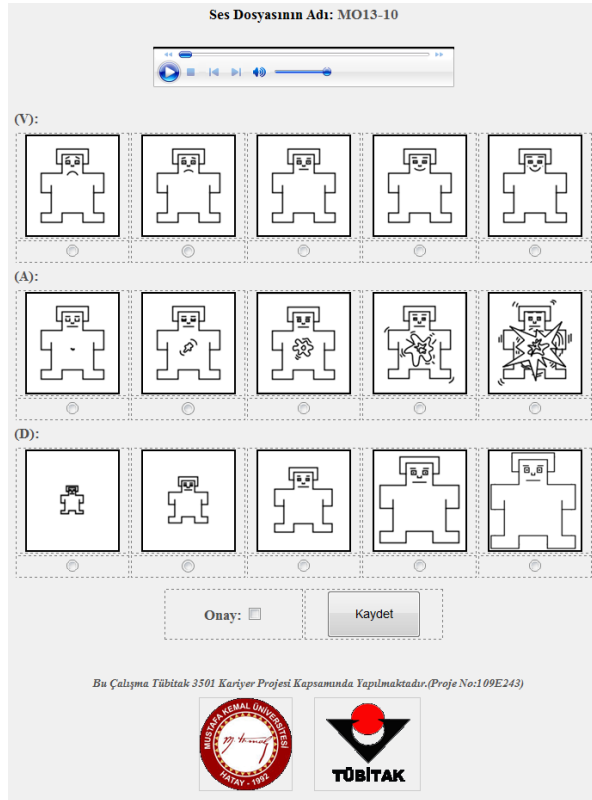 Ses Dosyasının Adı: MO13-10
(V):
(A):
(D):
Onay:
Kaydet
Bu Çalışma Tübitak 3501 Kariyer Projesi Kapsamında Yapılmaktadır.(Proje No:109E243)
MUSTAFA KEMAL ÜNİVERSİTESİ
HATAY - 1992
TÜBİTAK